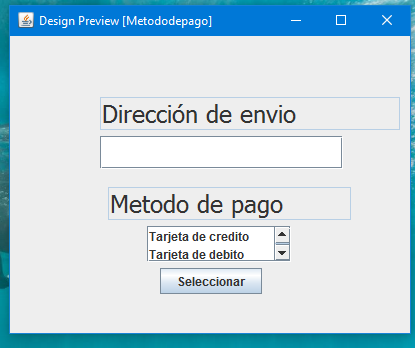 Design Preview [Metododepago]
Dirección de envio
Metodo de pago
Tarjeta de credito
Tarjeta de debito
Seleccionar